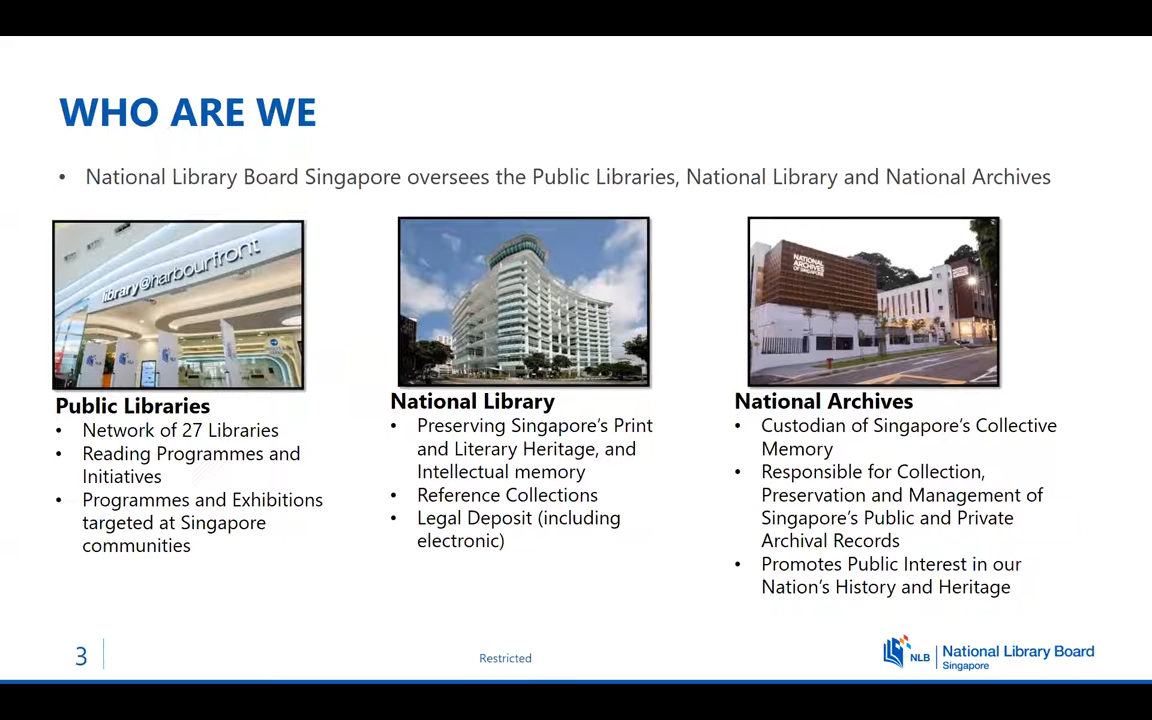 WHO ARE WE
• National Library Board Singapore oversees the Public Libraries, National Library and National Archives
library@harbourfront
NATIONAL
ARCHIVES
OF SINGAPORE
Public Libraries
• Network of 27 Libraries
• Reading Programmes and
Initiatives
• Programmes and Exhibitions
targeted at Singapore
communities
National Library
• Preserving Singapore’s Print
and Literary Heritage, and
Intellectual memory
• Reference Collections
• Legal Deposit (including
electronic)
National Archives
• Custodian of Singapore’s Collective
Memory
• Responsible for Collection,
Preservation and Management of
Singapore’s Public and Private
Archival Records
• Promotes Public Interest in our
Nation’s History and Heritage
3
Restricted
NLB
National Library Board
Singapore